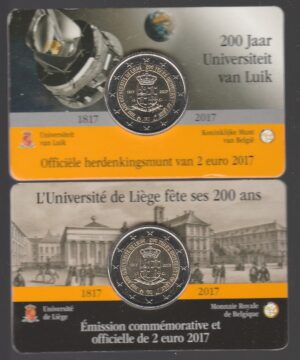 200 Jaar
Universiteit
van Luik
1817
2017
Universiteit
van Luik
Koninklijke Munt
van België
Officiële herdenkingsmunt van 2 euro 2017
L'Université de Liège fête ses 200 ans
1817
2017
Université
de Liège
Monnaie Royale
de Belgique
Émission commémorative et
officielle de 2 euro 2017